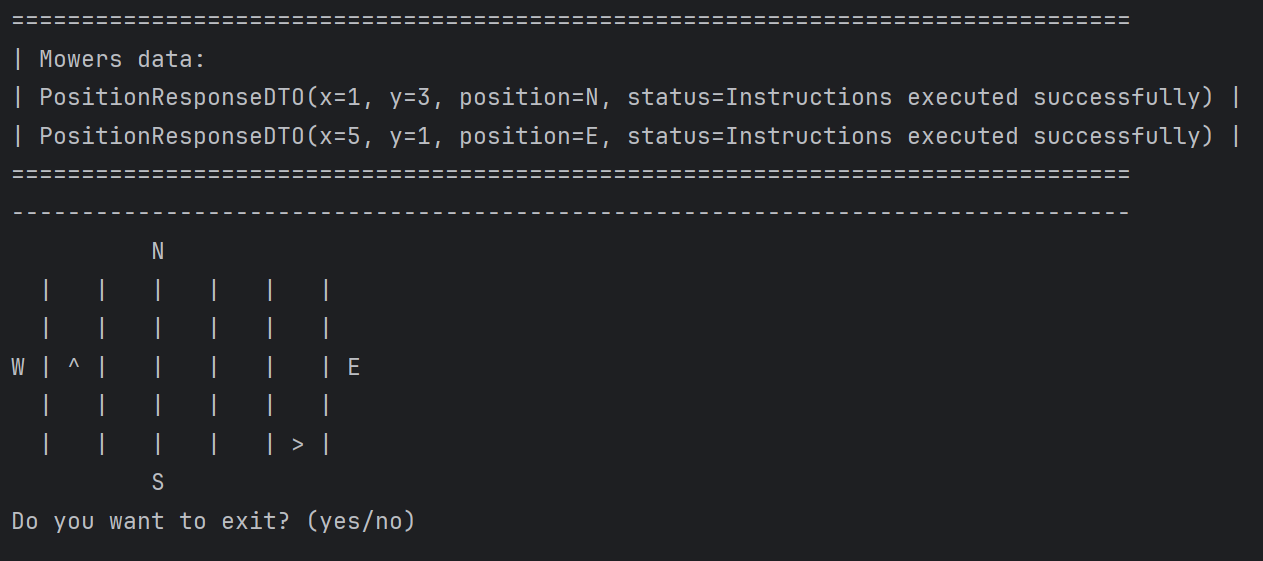 ================================================================================
| Mowers data:
| PositionResponseDTO(x=1, y=3, position=N, status=Instructions executed successfully) |
| PositionResponseDTO(x=5, y=1, position=E, status=Instructions executed successfully) |
================================================================================
--------------------------------------------------------------------------------
          N
  |   |   |   |   |   |
  |   |   |   |   |   |
W | ^ |   |   |   |   | E
  |   |   |   |   |   |
  |   |   |   |   | > |
          S
Do you want to exit? (yes/no)